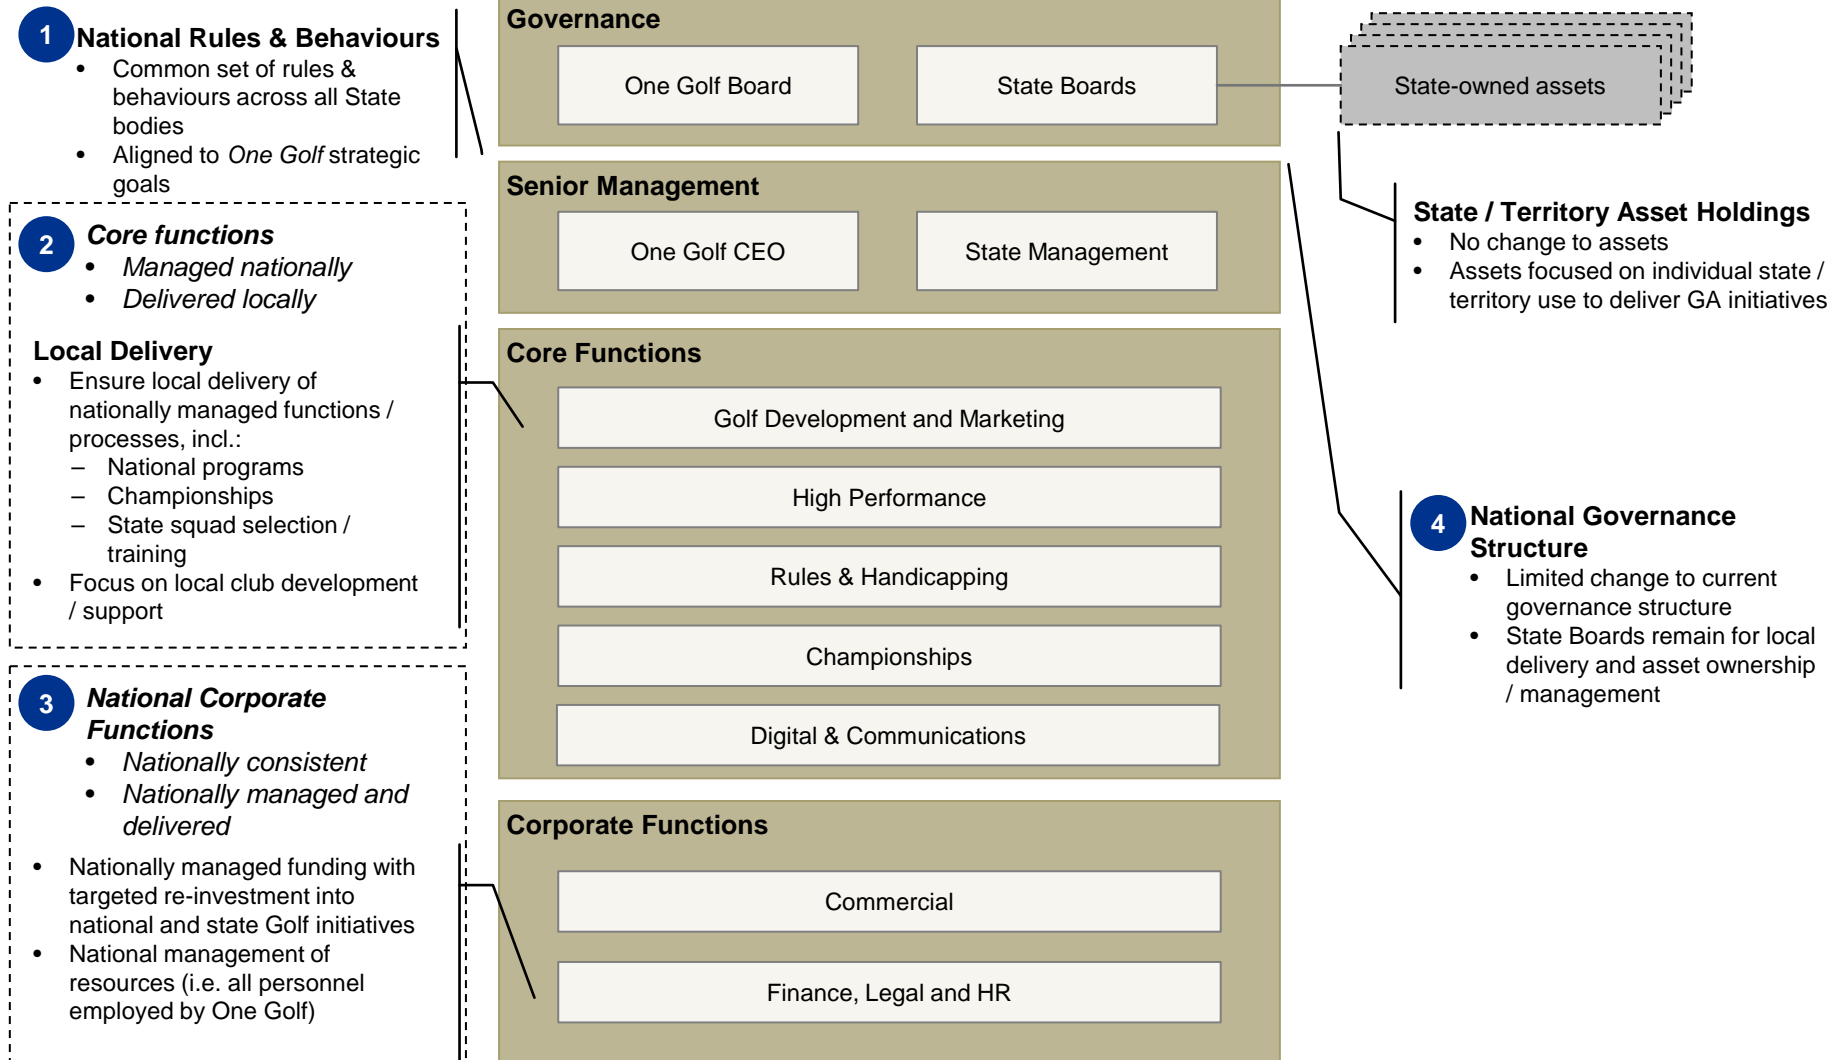 1
National Rules & Behaviours
• Common set of rules &
behaviours across all State
bodies
• Aligned to One Golf strategic
goals
2
Core functions
• Managed nationally
• Delivered locally
Local Delivery
• Ensure local delivery of
nationally managed functions /
processes, incl.:
– National programs
– Championships
– State squad selection /
training
• Focus on local club development
/ support
3
National Corporate
Functions
• Nationally consistent
• Nationally managed and
delivered
• Nationally managed funding with
targeted re-investment into
national and state Golf initiatives
• National management of
resources (i.e. all personnel
employed by One Golf)
Governance
One Golf Board
State Boards
Senior Management
One Golf CEO
State Management
Core Functions
Golf Development and Marketing
High Performance
Rules & Handicapping
Championships
Digital & Communications
Corporate Functions
Commercial
Finance, Legal and HR
State-owned assets
State / Territory Asset Holdings
• No change to assets
• Assets focused on individual state /
territory use to deliver GA initiatives
4
National Governance
Structure
• Limited change to current
governance structure
• State Boards remain for local
delivery and asset ownership
/ management